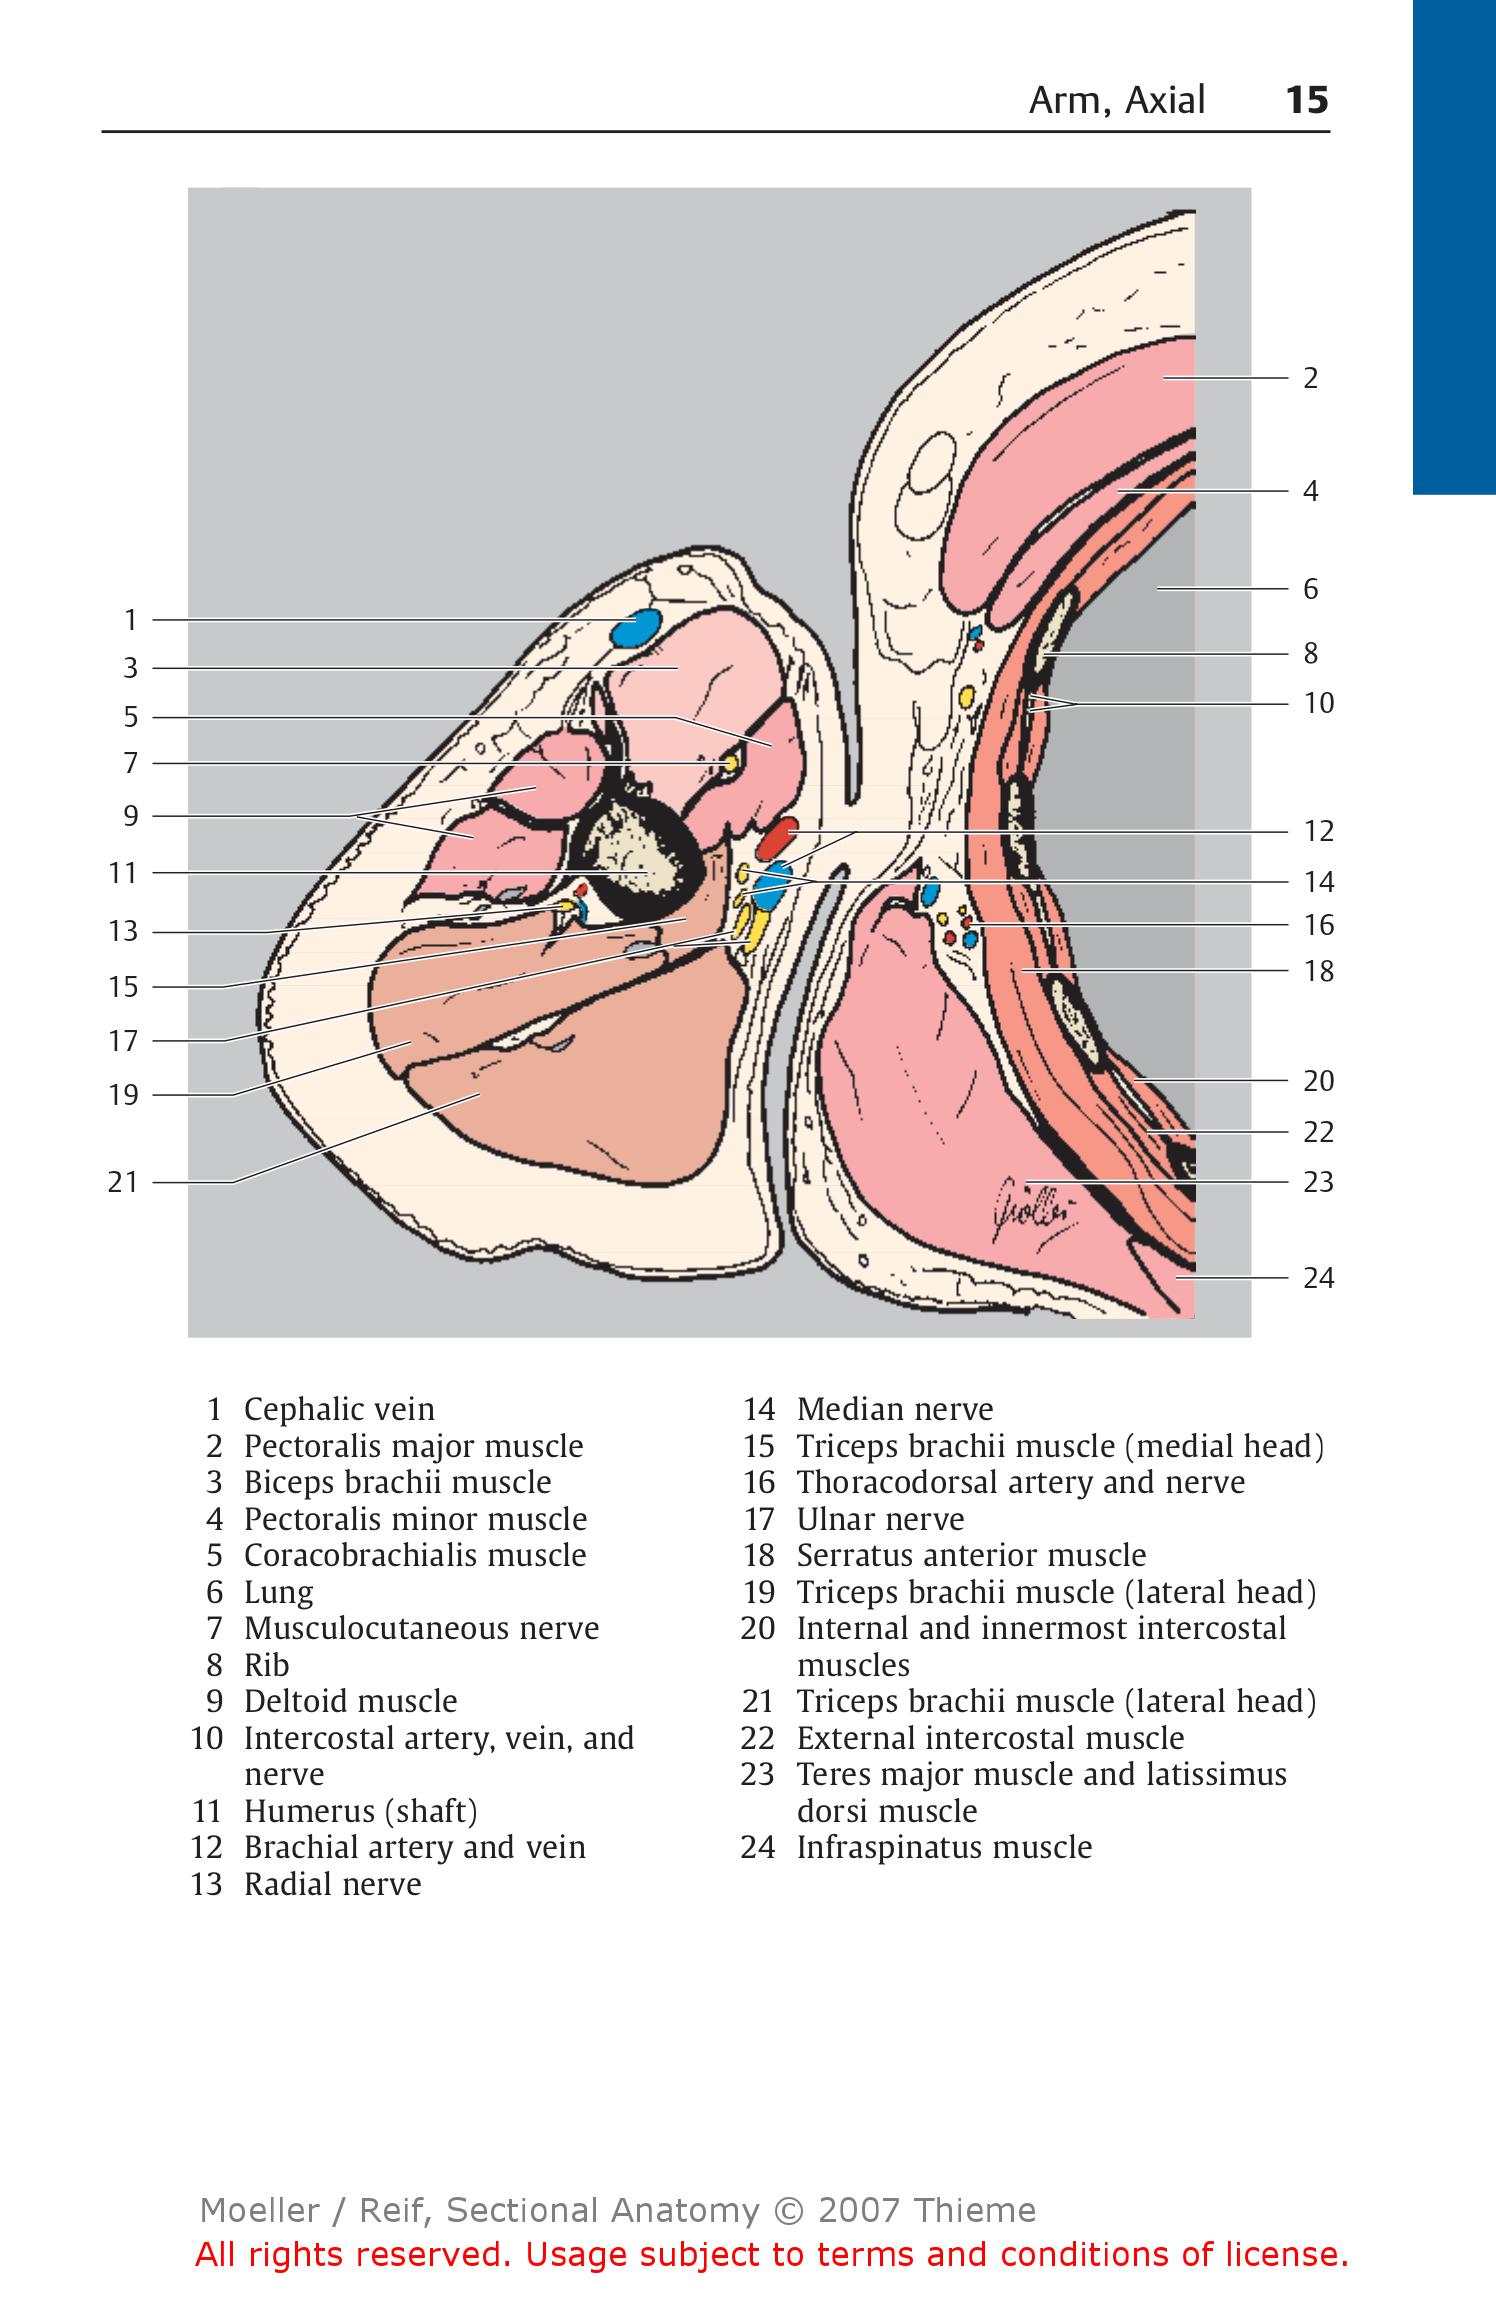 Arm, Axial 15
1
3
5
7
9
11
13
15
17
19
21
2
4
6
8
10
12
14
16
18
20
22
23
24
1 Cephalic vein
2 Pectoralis major muscle
3 Biceps brachii muscle
4 Pectoralis minor muscle
5 Coracobrachialis muscle
6 Lung
7 Musculocutaneous nerve
8 Rib
9 Deltoid muscle
10 Intercostal artery, vein, and
nerve
11 Humerus (shaft)
12 Brachial artery and vein
13 Radial nerve
14 Median nerve
15 Triceps brachii muscle (medial head)
16 Thoracodorsal artery and nerve
17 Ulnar nerve
18 Serratus anterior muscle
19 Triceps brachii muscle (lateral head)
20 Internal and innermost intercostal
muscles
21 Triceps brachii muscle (lateral head)
22 External intercostal muscle
23 Teres major muscle and latissimus
dorsi muscle
24 Infraspinatus muscle
Moeller / Reif, Sectional Anatomy © 2007 Thieme
All rights reserved. Usage subject to terms and conditions of license.